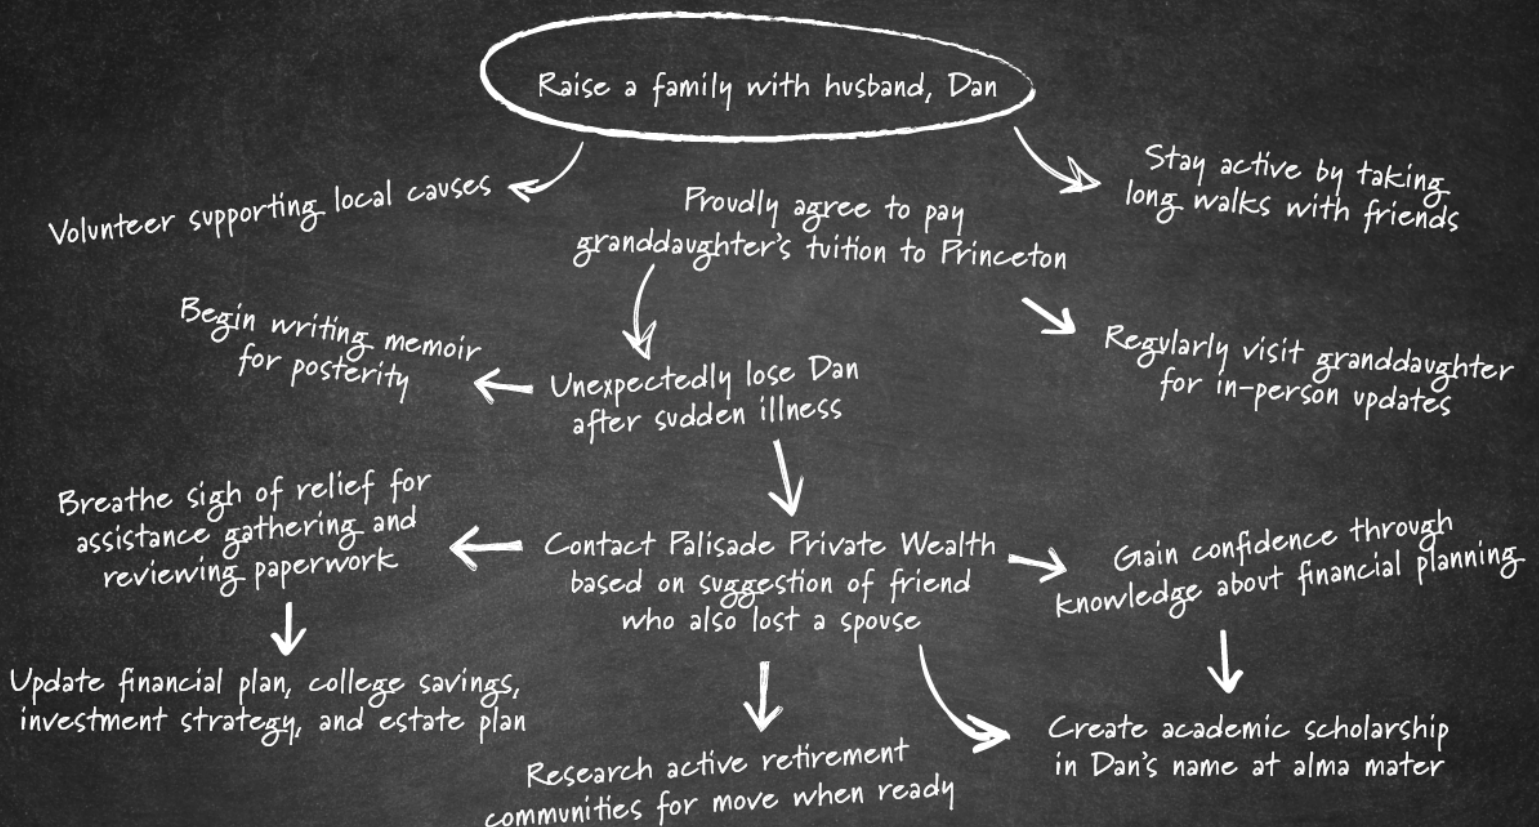 Raise a family with husband, Dan
Volunteer supporting local causes
Proudly agree to pay
granddaughter's tuition to Princeton
Stay active by taking
long walks with friends
Begin writing memoir
for posterity
Unexpectedly lose Dan
after sudden illness
Regularly visit granddaughter
for in-person updates
Breathe sigh of relief for
assistance gathering and
reviewing paperwork
Contact Palisade Private Wealth
based on suggestion of friend
who also lost a spouse
Gain confidence through
knowledge about financial planning
Update financial plan, college savings,
investment strategy, and estate plan
Research active retirement
communities for move when ready
Create academic scholarship
in Dan's name at alma mater